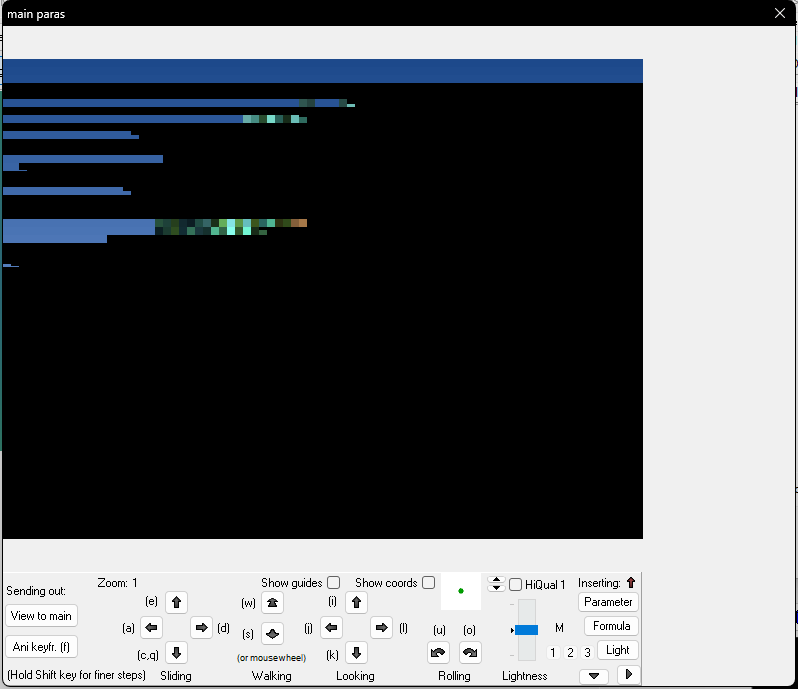 main paras
Sending out:
View to main
Ani keyfr. (f)
(Hold Shift key for finer steps)
Zoom: 1
(e)
(a) (d)
(c,q)
Sliding
Show guides
(w)
(s)
(or mousewheel)
Walking
Show coords
(i)
(j) (l)
(k)
Looking
(u) (o)
Rolling
HiQual 1
M
1 2 3
Lightness
Inserting:
Parameter
Formula
Light